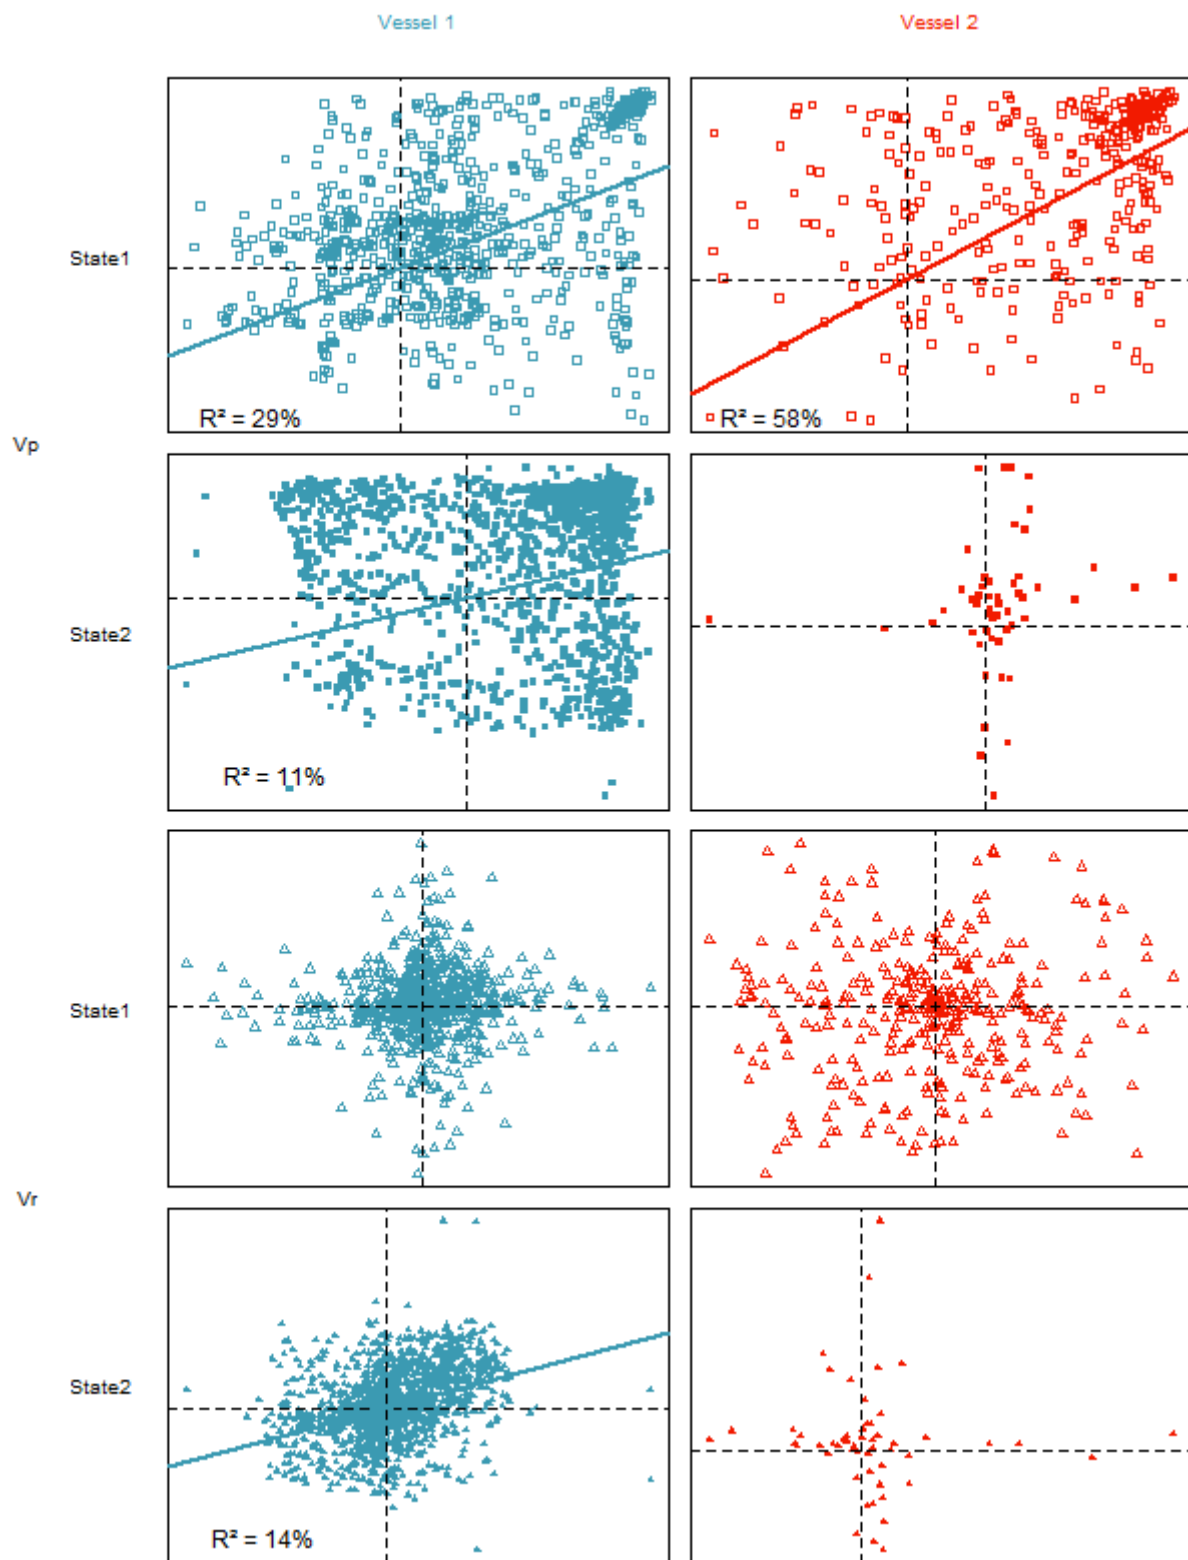 Vessel 1
Vessel 2
State1
R² = 29%
R² = 58%
Vp
State2
R² = 11%
State1
Vr
State2
R² = 14%